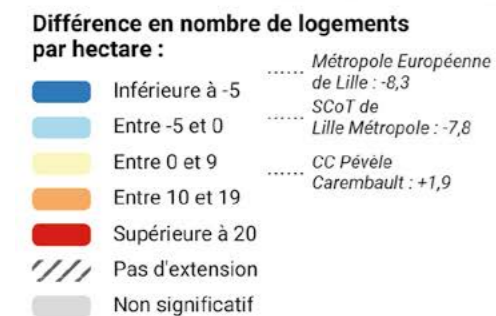 Différence en nombre de logements
par hectare :
Inférieure à -5
Entre -5 et 0
Entre 0 et 9
Entre 10 et 19
Supérieure à 20
Pas d'extension
Non significatif
Métropole Européenne
de Lille : -8,3
SCoT de
Lille Métropole : -7,8
CC Pévèle
Carembault : +1,9